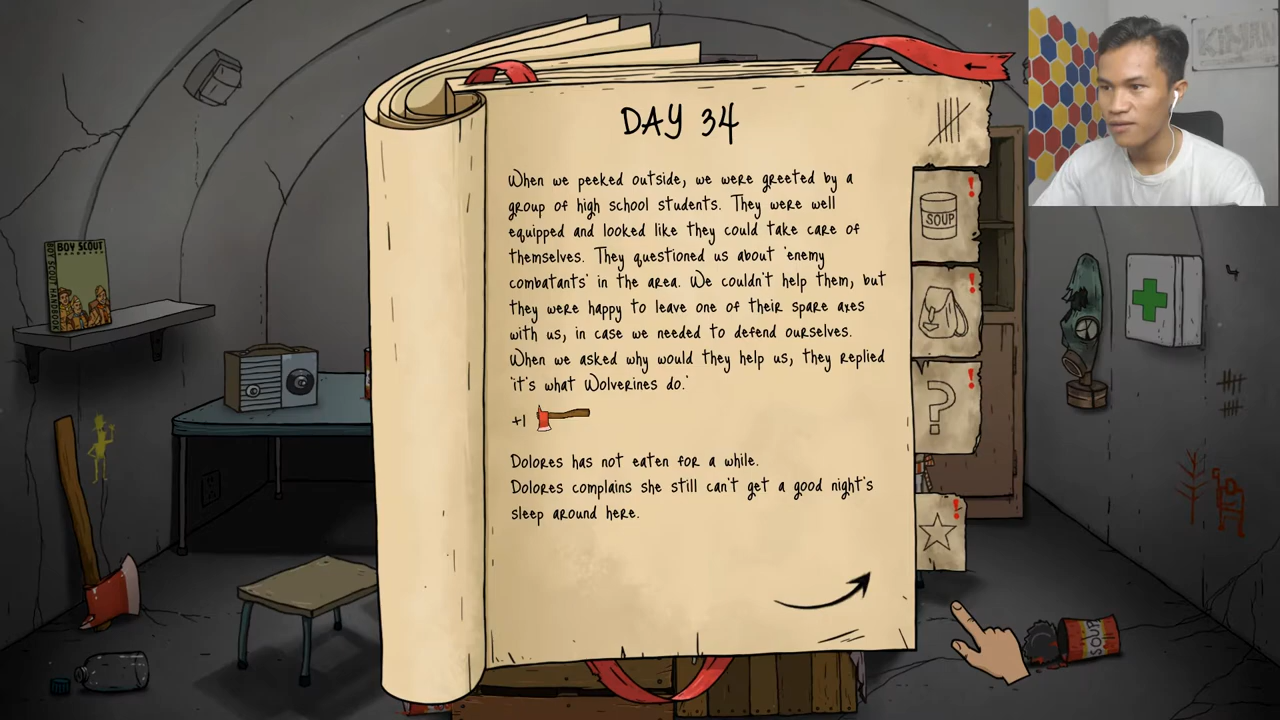 DAY 34
When we peeked outside, we were greeted by a
group of high school students. They were well
equipped and looked like they could take care of
themselves. They questioned us about 'enemy
combatants' in the area. We couldn't help them, but
they were happy to leave one of their spare axes
with us, in case we needed to defend ourselves.
When we asked why would they help us, they replied
'it's what Wolverines do.'
+1
Dolores has not eaten for a while.
Dolores complains she still can't get a good night's
sleep around here.
SOUP
!
!
?
!
!
BOY SCOUT
BOY SCOUT HANDBOOK
SOUP